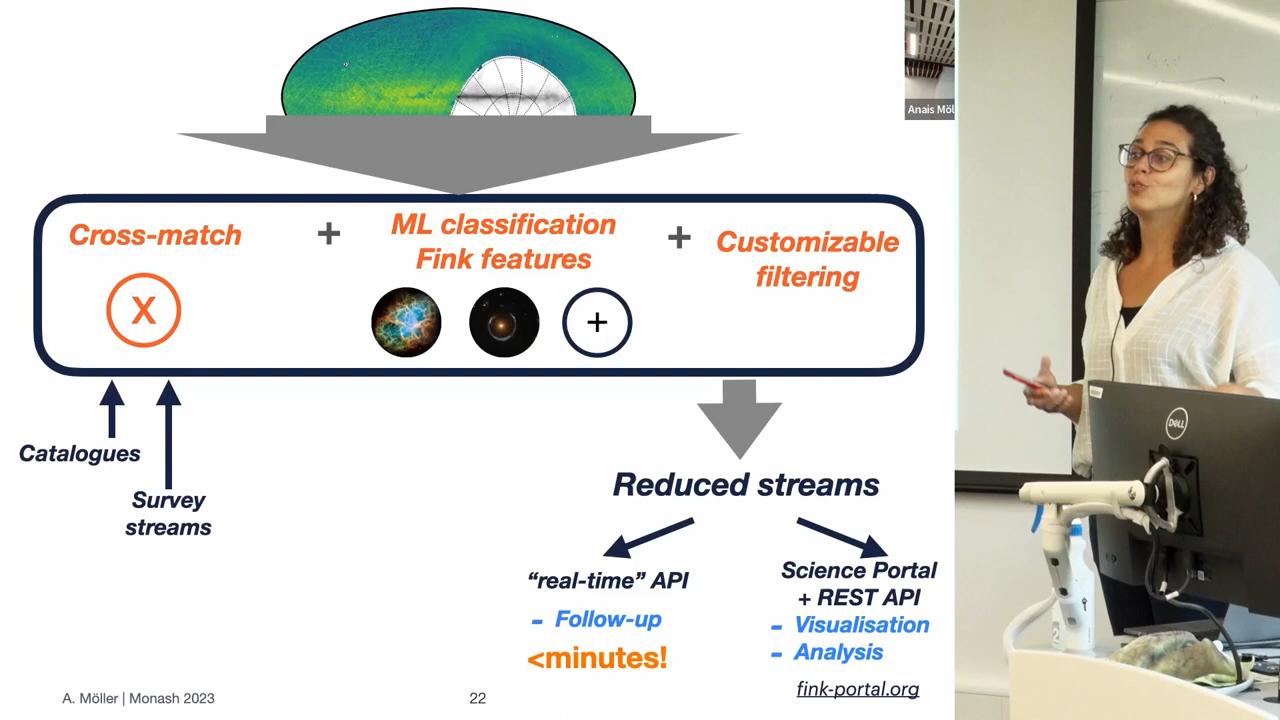 Anais Möl
Cross-match
+
ML classification
Fink features
+
Customizable
filtering
X
+
Catalogues
Survey
streams
Reduced streams
"real-time" API
- Follow-up
<minutes!
Science Portal
+ REST API
- Visualisation
- Analysis
fink-portal.org
A. Möller | Monash 2023
22
DELL